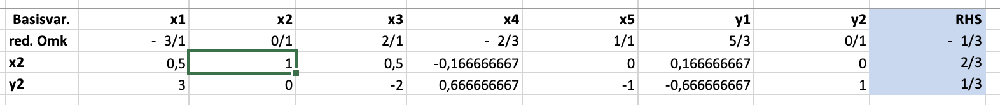 Basisvar. x1 x2 x3 x4 x5 y1 y2 RHS
red. Omk - 3/1 0/1 2/1 - 2/3 1/1 5/3 0/1 - 1/3
x2 0,5 1 0,5 -0,166666667 0 0,166666667 0 2/3
y2 3 0 -2 0,666666667 -1 -0,666666667 1 1/3